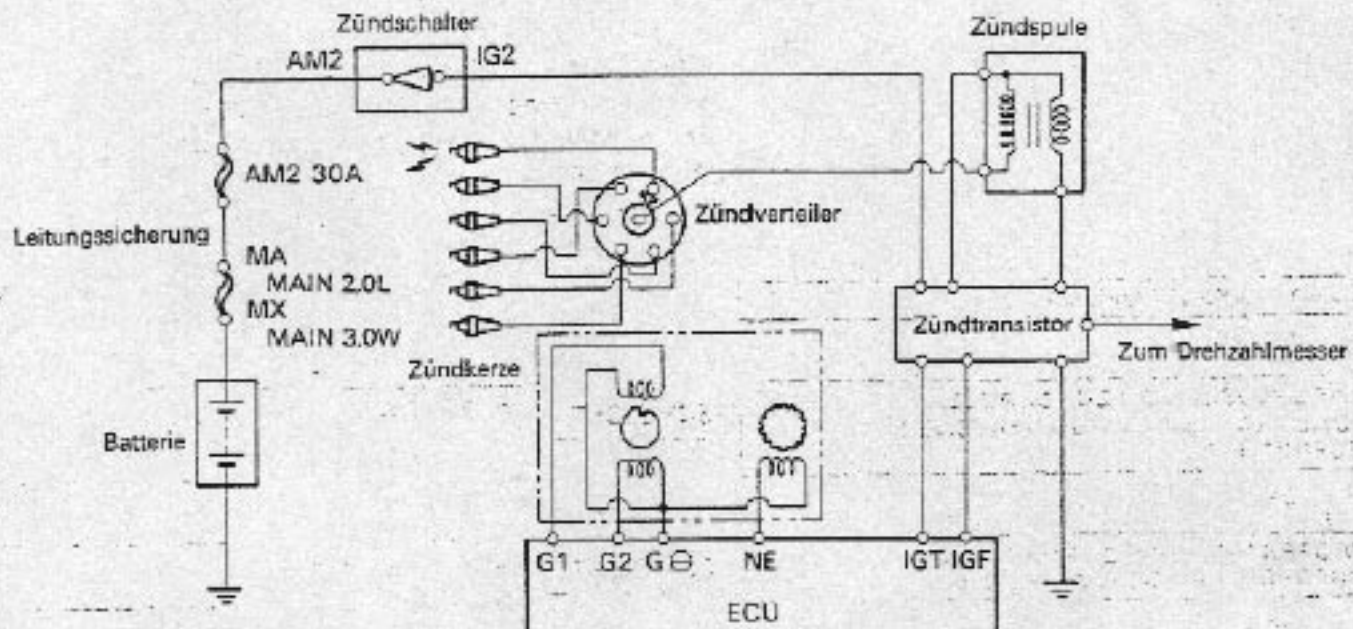 Zündschalter
Zündspule
AM2
IG2
AM2 30A
Zündverteiler
Leitungssicherung
MA
MAIN 2.0L
MX
MAIN 3.0W
Zündtransistor
Zum Drehzahlmesser
Zündkerze
Batterie
G1
G2
G ⊖
NE
IGT
IGF
ECU